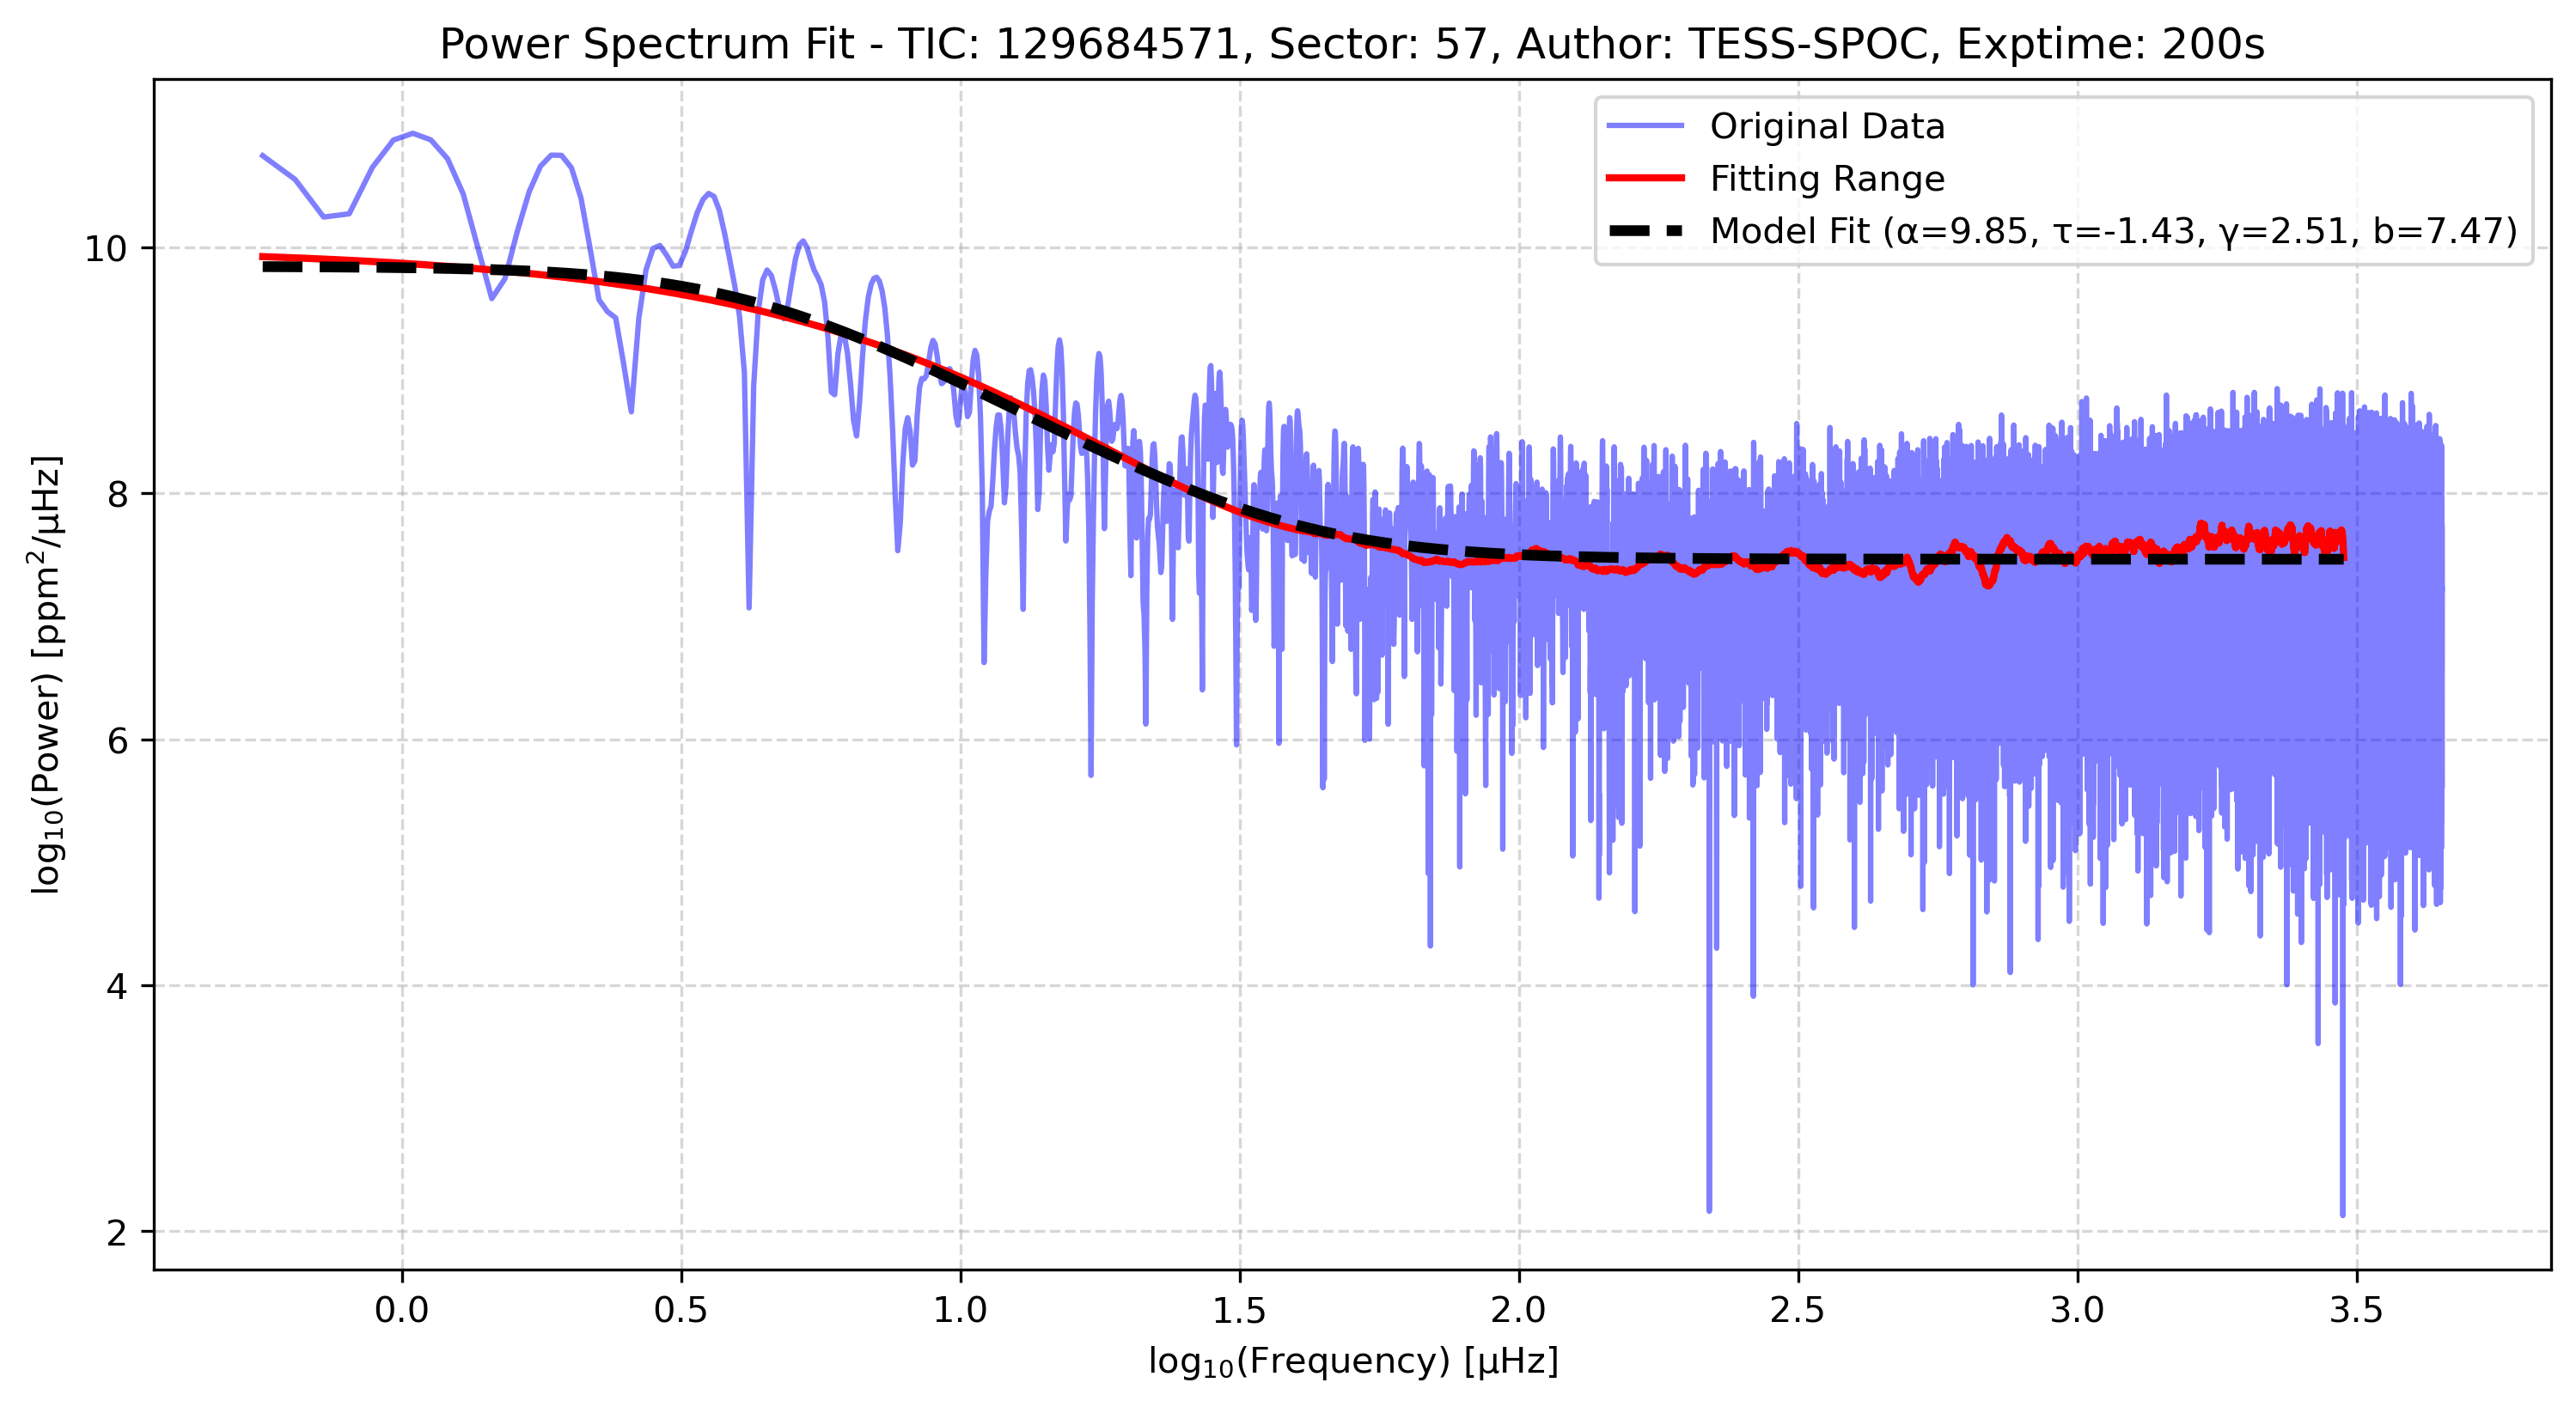 Power Spectrum Fit - TIC: 129684571, Sector: 57, Author: TESS-SPOC, Exptime: 200s
Original Data
Fitting Range
Model Fit (α=9.85, τ=-1.43, γ=2.51, b=7.47)
log₁₀(Power) [ppm²/μHz]
10
8
6
4
2
0.0 0.5 1.0 1.5 2.0 2.5 3.0 3.5
log₁₀(Frequency) [μHz]